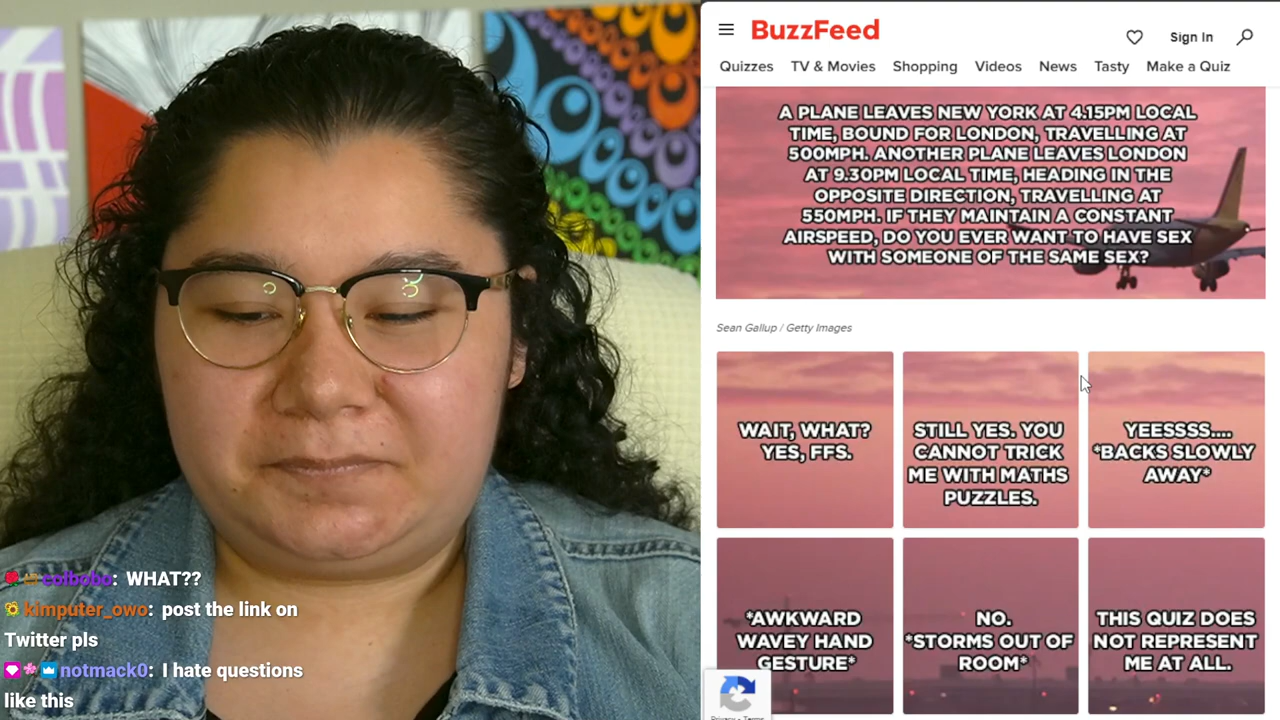 BuzzFeed
Sign In
Quizzes TV & Movies Shopping Videos News Tasty Make a Quiz
A PLANE LEAVES NEW YORK AT 4.15PM LOCAL
TIME, BOUND FOR LONDON, TRAVELLING AT
500MPH. ANOTHER PLANE LEAVES LONDON
AT 9.30PM LOCAL TIME, HEADING IN THE
OPPOSITE DIRECTION, TRAVELLING AT
550MPH. IF THEY MAINTAIN A CONSTANT
AIRSPEED, DO YOU EVER WANT TO HAVE SEX
WITH SOMEONE OF THE SAME SEX?
Sean Gallup / Getty Images
WAIT, WHAT?
YES, FFS.
STILL YES. YOU
CANNOT TRICK
ME WITH MATHS
PUZZLES.
YEESSSS....
*BACKS SLOWLY
AWAY*
*AWKWARD
WAVEY HAND
GESTURE*
NO.
*STORMS OUT OF
ROOM*
THIS QUIZ DOES
NOT REPRESENT
ME AT ALL.
Privacy - Terms
colbobo: WHAT??
kimputer_owo: post the link on
Twitter pls
notmack0: I hate questions
like this